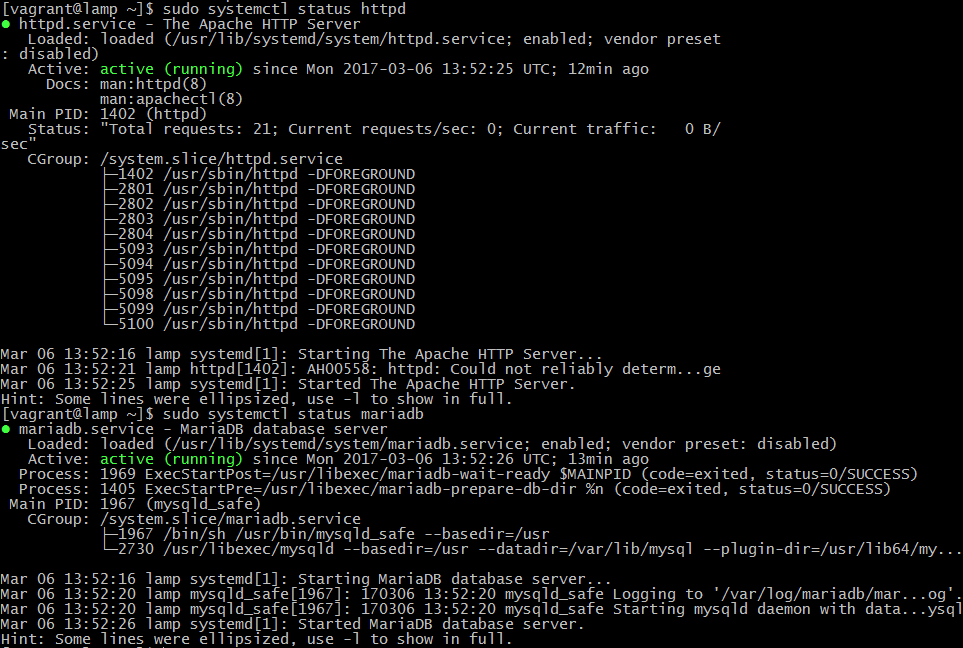 [vagrant@lamp ~]$ sudo systemctl status httpd
● httpd.service - The Apache HTTP Server
   Loaded: loaded (/usr/lib/systemd/system/httpd.service; enabled; vendor preset
: disabled)
   Active: active (running) since Mon 2017-03-06 13:52:25 UTC; 12min ago
     Docs: man:httpd(8)
           man:apachectl(8)
 Main PID: 1402 (httpd)
   Status: "Total requests: 21; Current requests/sec: 0; Current traffic:   0 B/
sec"
   CGroup: /system.slice/httpd.service
           ├─1402 /usr/sbin/httpd -DFOREGROUND
           ├─2801 /usr/sbin/httpd -DFOREGROUND
           ├─2802 /usr/sbin/httpd -DFOREGROUND
           ├─2803 /usr/sbin/httpd -DFOREGROUND
           ├─2804 /usr/sbin/httpd -DFOREGROUND
           ├─5093 /usr/sbin/httpd -DFOREGROUND
           ├─5094 /usr/sbin/httpd -DFOREGROUND
           ├─5095 /usr/sbin/httpd -DFOREGROUND
           ├─5098 /usr/sbin/httpd -DFOREGROUND
           ├─5099 /usr/sbin/httpd -DFOREGROUND
           └─5100 /usr/sbin/httpd -DFOREGROUND

Mar 06 13:52:16 lamp systemd[1]: Starting The Apache HTTP Server...
Mar 06 13:52:21 lamp httpd[1402]: AH00558: httpd: Could not reliably determ...ge
Mar 06 13:52:25 lamp systemd[1]: Started The Apache HTTP Server.
Hint: Some lines were ellipsized, use -l to show in full.
[vagrant@lamp ~]$ sudo systemctl status mariadb
● mariadb.service - MariaDB database server
   Loaded: loaded (/usr/lib/systemd/system/mariadb.service; enabled; vendor preset: disabled)
   Active: active (running) since Mon 2017-03-06 13:52:26 UTC; 13min ago
  Process: 1969 ExecStartPost=/usr/libexec/mariadb-wait-ready $MAINPID (code=exited, status=0/SUCCESS)
  Process: 1405 ExecStartPre=/usr/libexec/mariadb-prepare-db-dir %n (code=exited, status=0/SUCCESS)
 Main PID: 1967 (mysqld_safe)
   CGroup: /system.slice/mariadb.service
           ├─1967 /bin/sh /usr/bin/mysqld_safe --basedir=/usr
           └─2730 /usr/libexec/mysqld --basedir=/usr --datadir=/var/lib/mysql --plugin-dir=/usr/lib64/my...

Mar 06 13:52:16 lamp systemd[1]: Starting MariaDB database server...
Mar 06 13:52:20 lamp mysqld_safe[1967]: 170306 13:52:20 mysqld_safe Logging to '/var/log/mariadb/mar...og'.
Mar 06 13:52:20 lamp mysqld_safe[1967]: 170306 13:52:20 mysqld_safe Starting mysqld daemon with data...ysql
Mar 06 13:52:26 lamp systemd[1]: Started MariaDB database server.
Hint: Some lines were ellipsized, use -l to show in full.